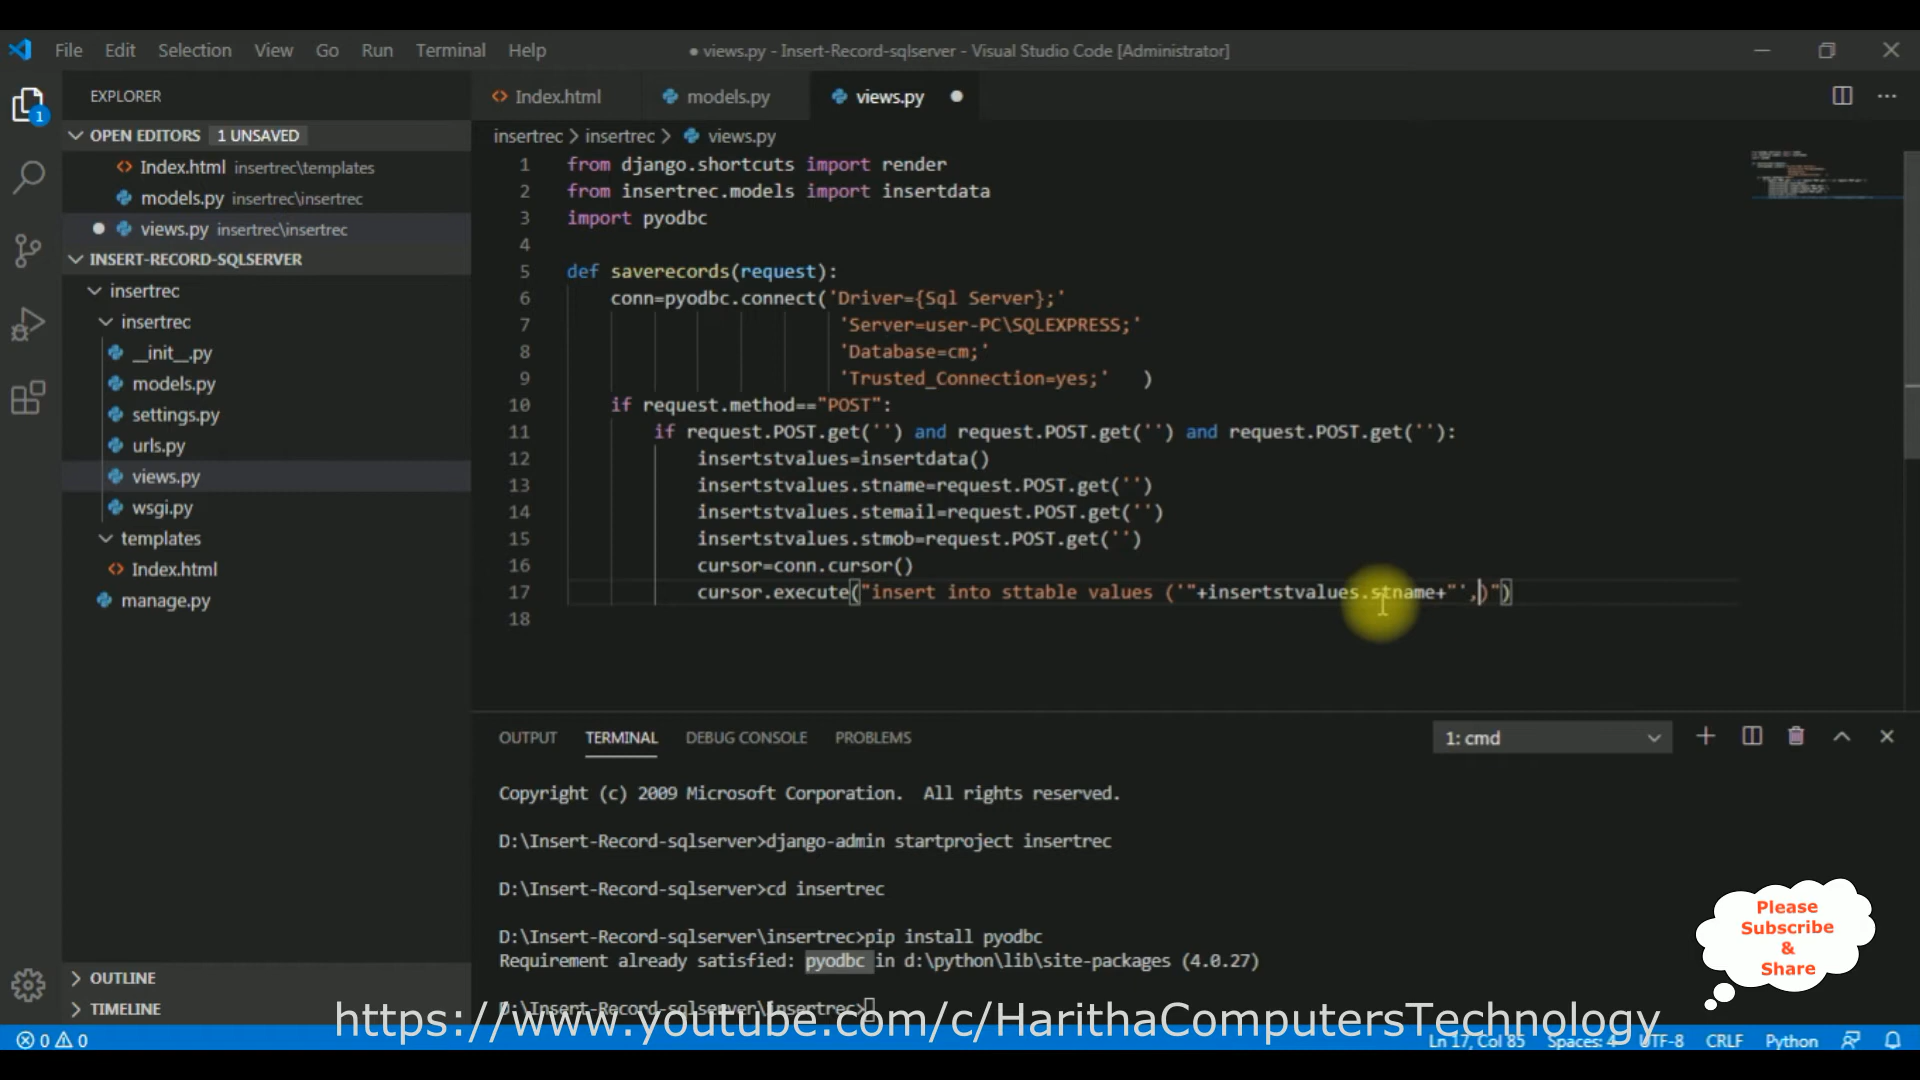 File Edit Selection View Go Run Terminal Help ● views.py - Insert-Record-sqlserver - Visual Studio Code [Administrator]
EXPLORER
Index.html models.py views.py
OPEN EDITORS 1 UNSAVED
insertrec > insertrec > views.py
Index.html insertrec\templates
models.py insertrec\insertrec
views.py insertrec\insertrec
INSERT-RECORD-SQLSERVER
insertrec
insertrec
__init__.py
models.py
settings.py
urls.py
views.py
wsgi.py
templates
Index.html
manage.py
OUTLINE
TIMELINE
1 from django.shortcuts import render
2 from insertrec.models import insertdata
3 import pyodbc
4
5 def saverecords(request):
6 conn=pyodbc.connect('Driver={Sql Server};'
7 'Server=user-PC\SQLEXPRESS;'
8 'Database=cm;'
9 'Trusted_Connection=yes;' )
10 if request.method=="POST":
11 if request.POST.get('') and request.POST.get('') and request.POST.get(''):
12 insertstvalues=insertdata()
13 insertstvalues.stname=request.POST.get('')
14 insertstvalues.stemail=request.POST.get('')
15 insertstvalues.stmob=request.POST.get('')
16 cursor=conn.cursor()
17 cursor.execute("insert into sttable values ('"+insertstvalues.stname+"',)")
18
OUTPUT TERMINAL DEBUG CONSOLE PROBLEMS 1: cmd
Copyright (c) 2009 Microsoft Corporation. All rights reserved.
D:\Insert-Record-sqlserver>django-admin startproject insertrec
D:\Insert-Record-sqlserver>cd insertrec
D:\Insert-Record-sqlserver\insertrec>pip install pyodbc
Requirement already satisfied: pyodbc in d:\python\lib\site-packages (4.0.27)
D:\Insert-Record-sqlserver\insertrec>
Please
Subscribe
&
Share
https://www.youtube.com/c/HarithaComputersTechnology
0 0 Ln 17, Col 85 Spaces: 4 UTF-8 CRLF Python